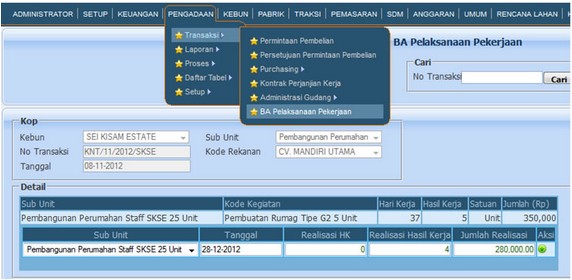 ADMINISTRATOR SETUP KEUANGAN PENGADAAN KEBUN PABRIK TRAKSI PEMASARAN SDM ANGGARAN UMUM RENCANA LAHAN
Transaksi
Laporan
Proses
Daftar Tabel
Setup
Permintaan Pembelian
Persetujuan Permintaan Pembelian
Purchasing
Kontrak Perjanjian Kerja
Administrasi Gudang
BA Pelaksanaan Pekerjaan
BA Pelaksanaan Pekerjaan
Cari
No Transaksi Cari
Kop
Kebun SEI KISAM ESTATE Sub Unit Pembangunan Perumahan
No Transaksi KNT/11/2012/SKSE Kode Rekanan CV. MANDIRI UTAMA
Tanggal 08-11-2012
Detail
Sub Unit Kode Kegiatan Hari Kerja Hasil Kerja Satuan Jumlah (Rp)
Pembangunan Perumahan Staff SKSE 25 Unit Pembuatan Rumag Tipe G2 5 Unit 37 5 Unit 350,000
Sub Unit Tanggal Realisasi HK Realisasi Hasil Kerja Jumlah Realisasi Aksi
Pembangunan Perumahan Staff SKSE 25 Unit 28-12-2012 0 4 280,000.00